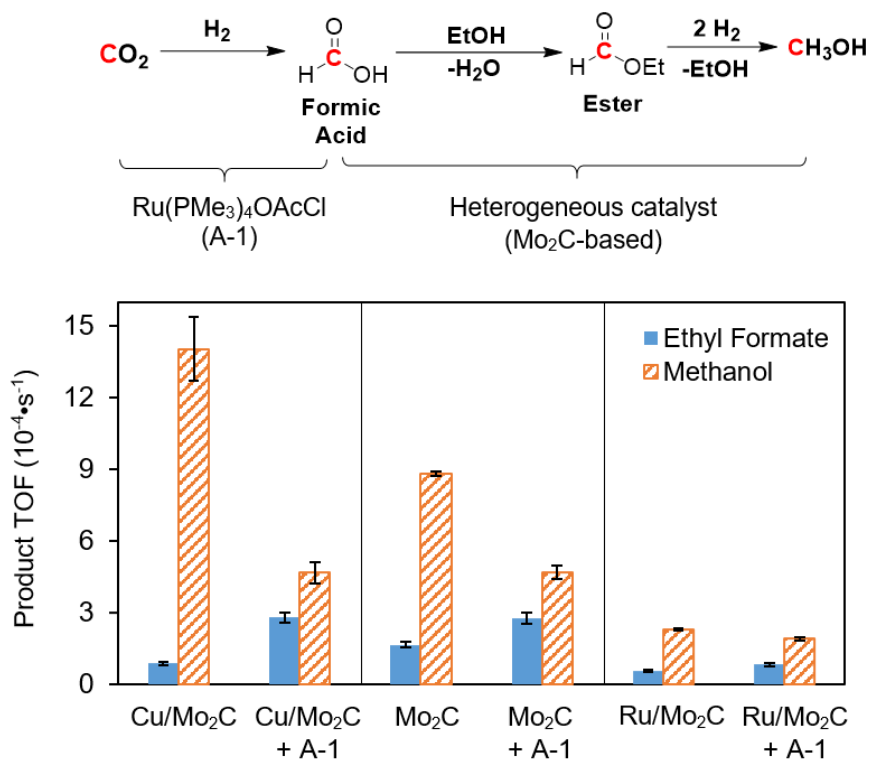 H₂
EtOH
2 H₂
CO₂
O
H C OH
-H₂O
O
H C OEt
-EtOH
CH₃OH
Formic
Acid
Ester
Ru(PMe₃)₄OAcCl
(A-1)
Heterogeneous catalyst
(Mo₂C-based)
Product TOF (10⁻⁴•s⁻¹)
15
12
9
6
3
0
Ethyl Formate
Methanol
Cu/Mo₂C
Cu/Mo₂C
+ A-1
Mo₂C
Mo₂C
+ A-1
Ru/Mo₂C
Ru/Mo₂C
+ A-1